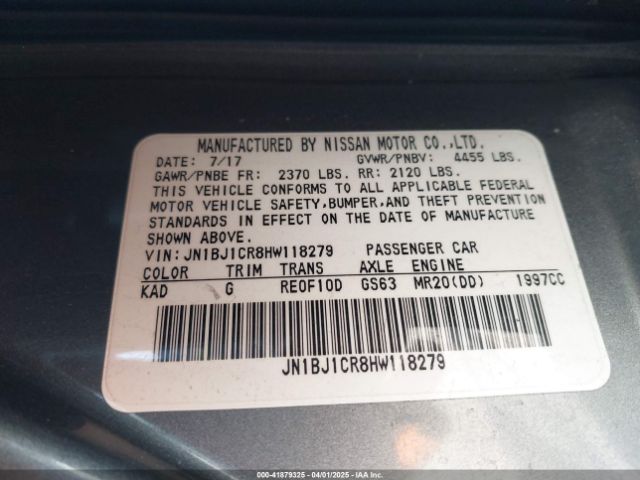 MANUFACTURED BY NISSAN MOTOR CO.,LTD.
DATE: 7/17 GVWR/PNBV: 4455 LBS.
GAWR/PNBE FR: 2370 LBS. RR: 2120 LBS.
THIS VEHICLE CONFORMS TO ALL APPLICABLE FEDERAL
MOTOR VEHICLE SAFETY,BUMPER,AND THEFT PREVENTION
STANDARDS IN EFFECT ON THE DATE OF MANUFACTURE
SHOWN ABOVE.
VIN: JN1BJ1CR8HW118279 PASSENGER CAR
COLOR TRIM TRANS AXLE ENGINE
KAD G RE0F10D GS63 MR20(DD) 1997CC
JN1BJ1CR8HW118279
000-41879325 - 04/01/2025 - IAAI.COM